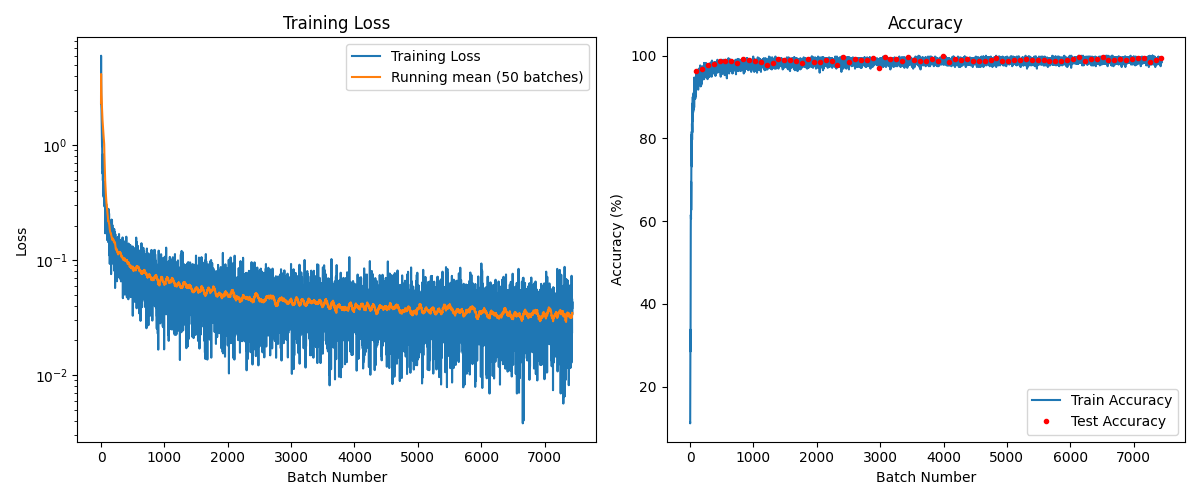 Training Loss
Loss
10^0
10^-1
10^-2
Training Loss
Running mean (50 batches)
0 1000 2000 3000 4000 5000 6000 7000
Batch Number
Accuracy
Accuracy (%)
100
80
60
40
20
Train Accuracy
Test Accuracy
0 1000 2000 3000 4000 5000 6000 7000
Batch Number